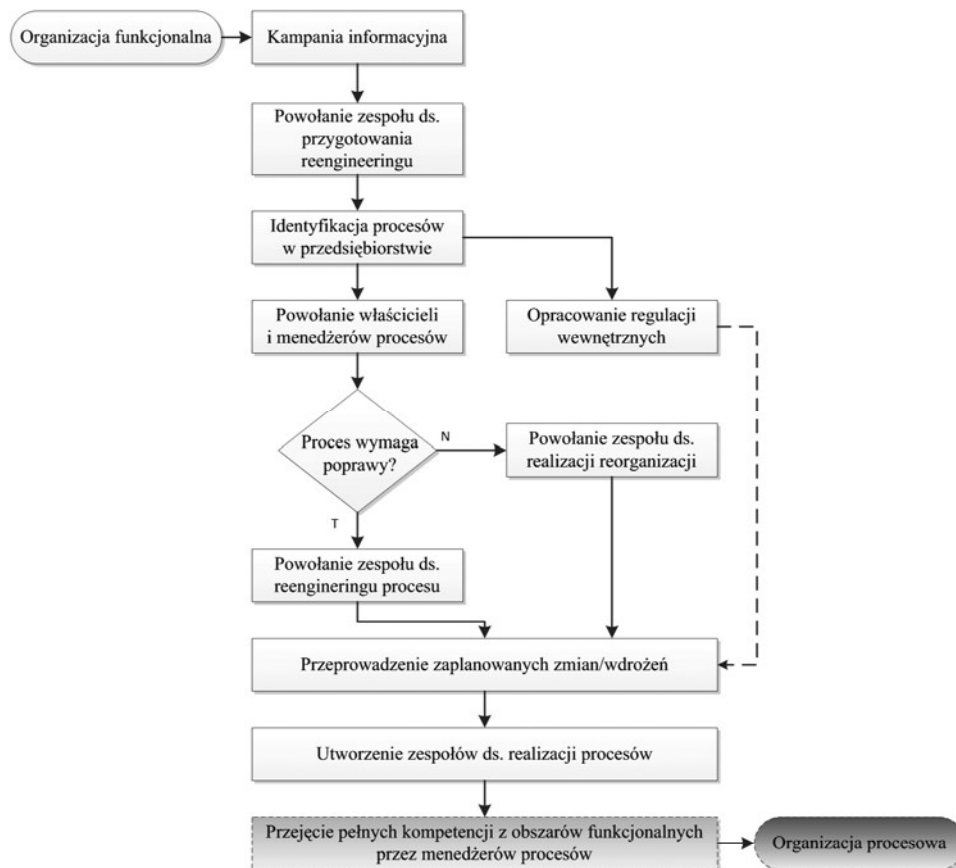 Organizacja funkcjonalna
Kampania informacyjna
Powołanie zespołu ds.
przygotowania
reengineeringu
Identyfikacja procesów
w przedsiębiorstwie
Powołanie właścicieli
i menedżerów procesów
Opracowanie regulacji
wewnętrznych
Proces wymaga
poprawy?
N
Powołanie zespołu ds.
realizacji reorganizacji
T
Powołanie zespołu ds.
reengineringu procesu
Przeprowadzenie zaplanowanych zmian/wdrożeń
Utworzenie zespołów ds. realizacji procesów
Przejęcie pełnych kompetencji z obszarów funkcjonalnych
przez menedżerów procesów
Organizacja procesowa